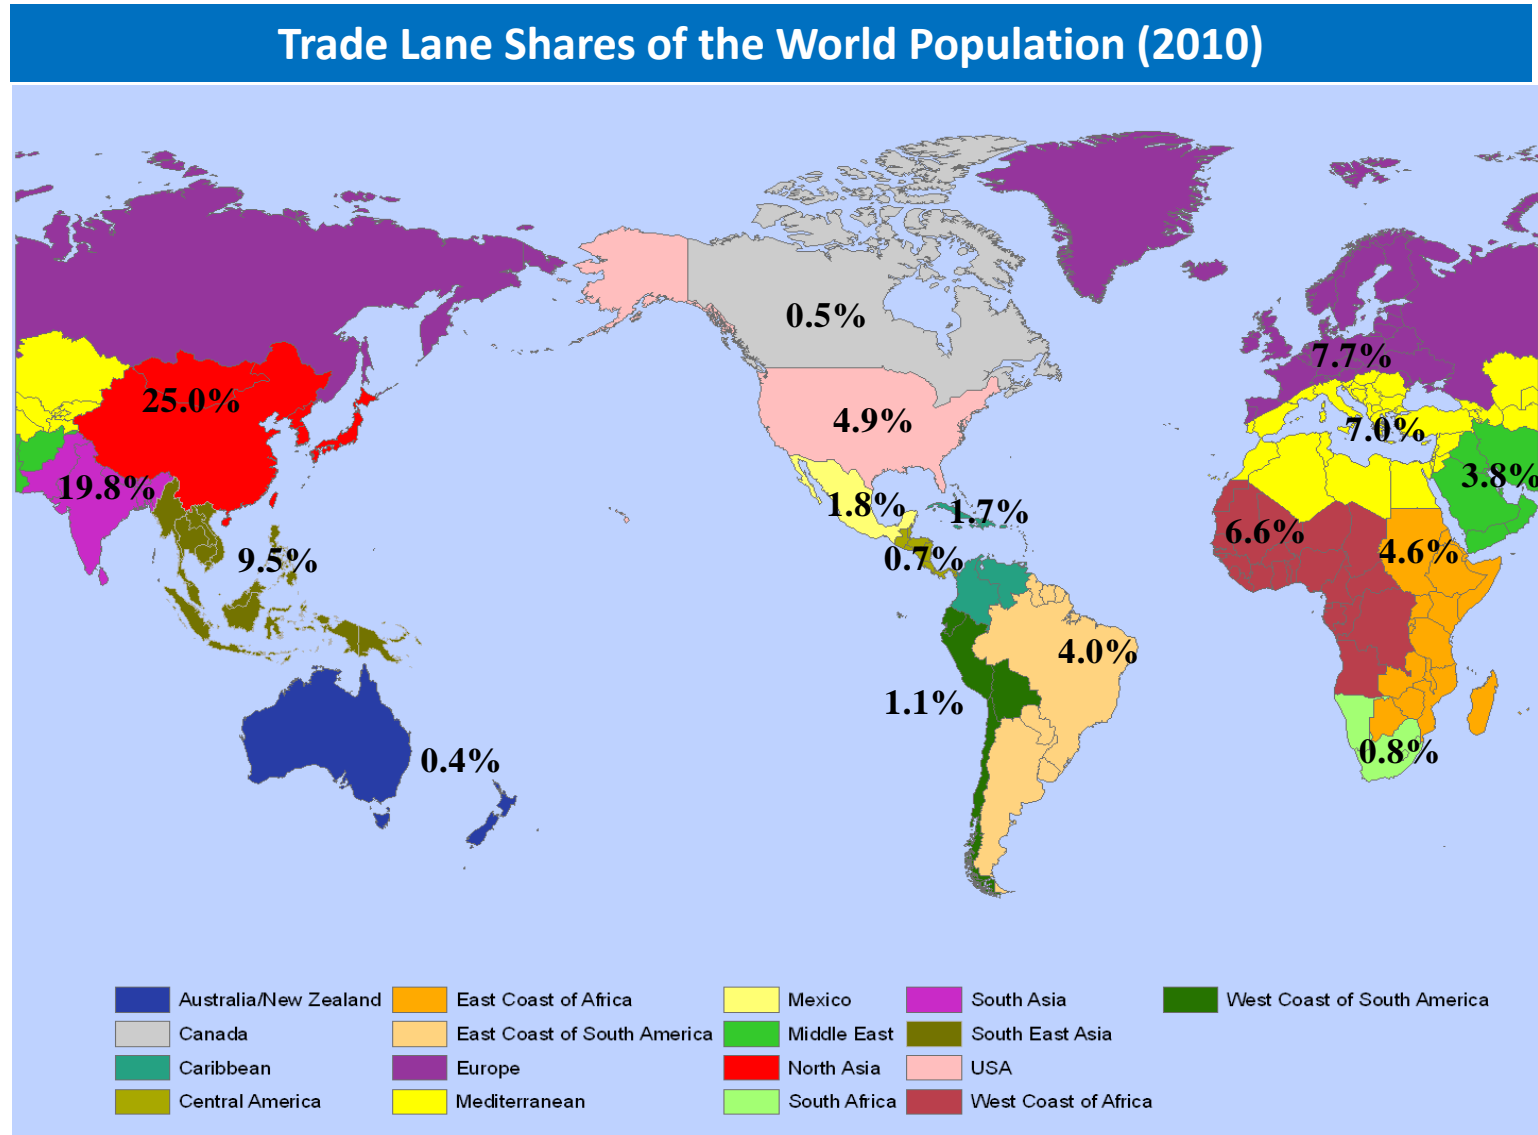 Trade Lane Shares of the World Population (2010)
0.5%
7.7%
25.0%
4.9%
7.0%
3.8%
19.8%
1.8%
1.7%
6.6%
4.6%
9.5%
0.7%
4.0%
1.1%
0.4%
0.8%
Australia/New Zealand
East Coast of Africa
Mexico
South Asia
West Coast of South America
Canada
East Coast of South America
Middle East
South East Asia
Caribbean
Europe
North Asia
USA
Central America
Mediterranean
South Africa
West Coast of Africa